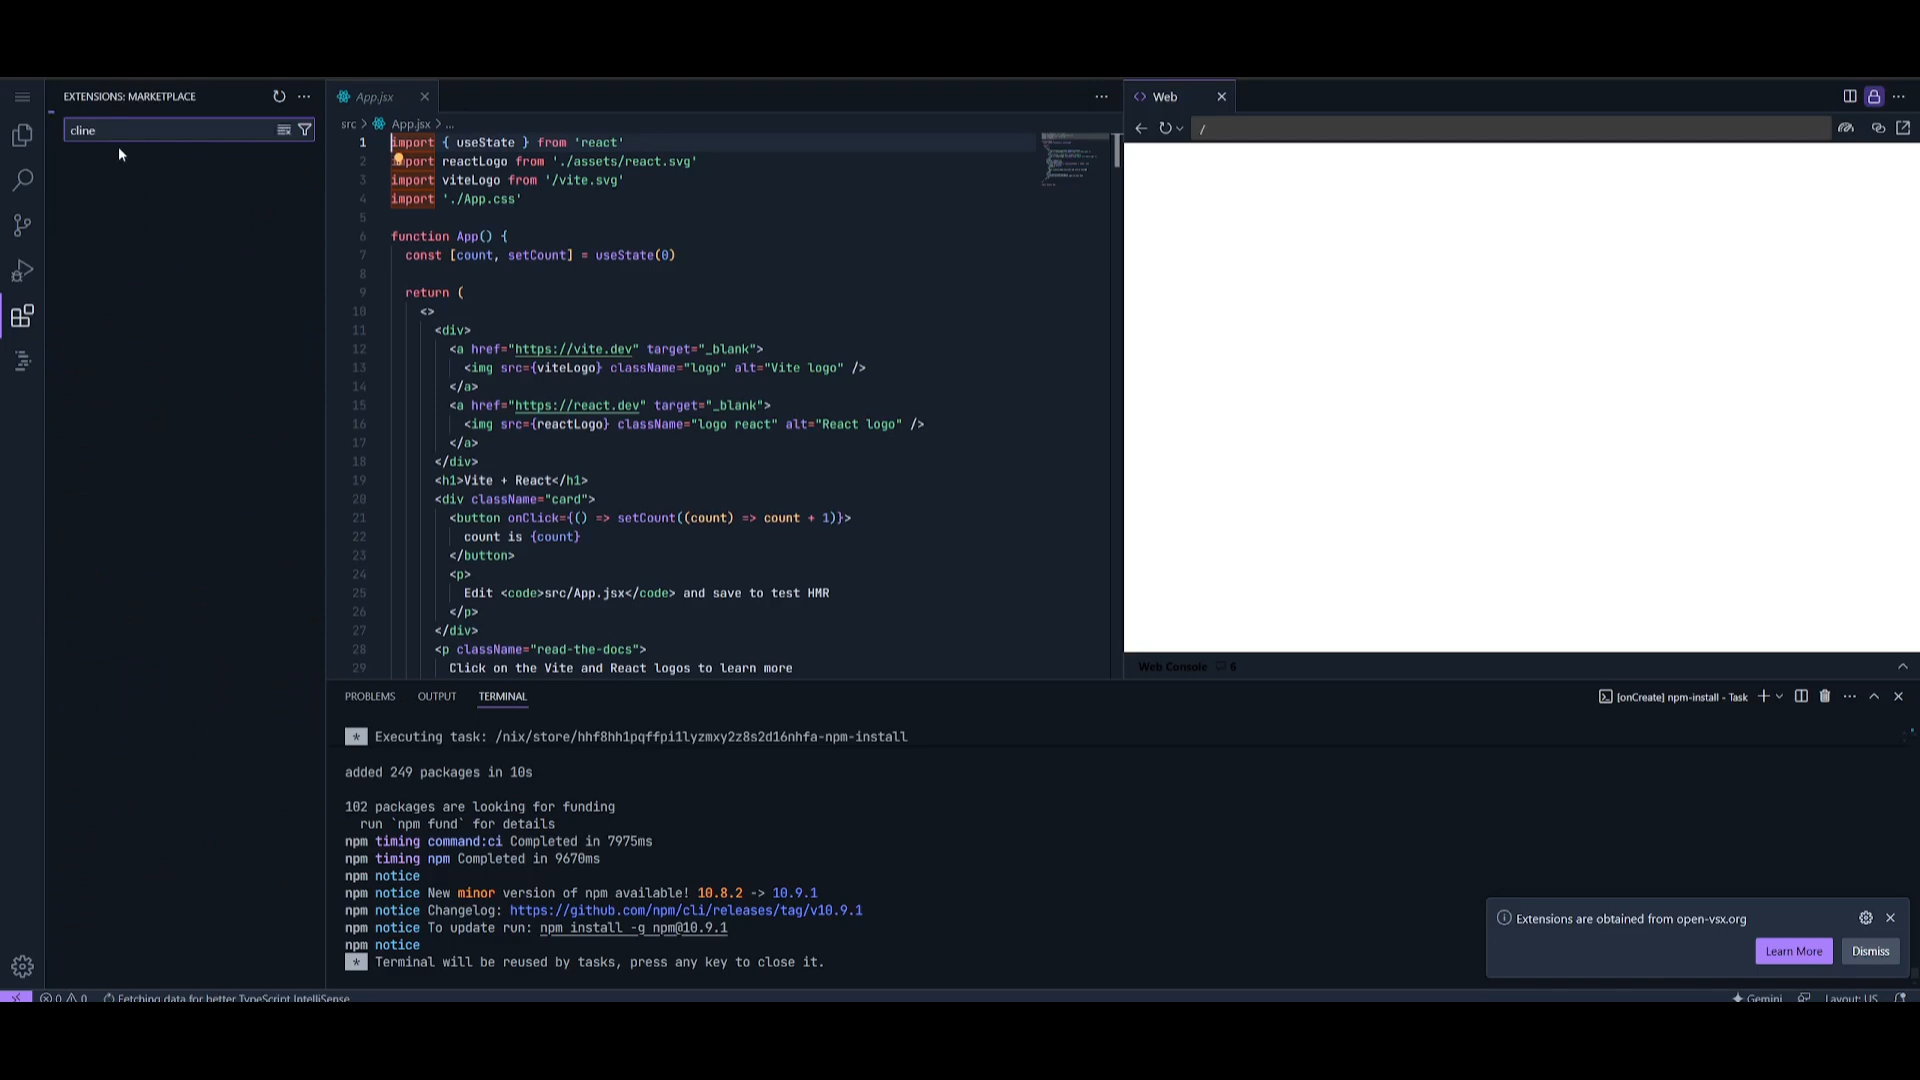 EXTENSIONS: MARKETPLACE
cline
App.jsx
src > App.jsx > ...
1 import { useState } from 'react'
2 import reactLogo from './assets/react.svg'
3 import viteLogo from '/vite.svg'
4 import './App.css'
5
6 function App() {
7 const [count, setCount] = useState(0)
8
9 return (
10 <>
11 <div>
12 <a href="https://vite.dev" target="_blank">
13 <img src={viteLogo} className="logo" alt="Vite logo" />
14 </a>
15 <a href="https://react.dev" target="_blank">
16 <img src={reactLogo} className="logo react" alt="React logo" />
17 </a>
18 </div>
19 <h1>Vite + React</h1>
20 <div className="card">
21 <button onClick={() => setCount((count) => count + 1)}>
22 count is {count}
23 </button>
24 <p>
25 Edit <code>src/App.jsx</code> and save to test HMR
26 </p>
27 </div>
28 <p className="read-the-docs">
29 Click on the Vite and React logos to learn more
Web
/
Web Console 6
PROBLEMS OUTPUT TERMINAL
[onCreate] npm-install - Task
* Executing task: /nix/store/hhf8hh1pqffpi1lyzmxy2z8s2d16nhfa-npm-install
added 249 packages in 10s
102 packages are looking for funding
run `npm fund` for details
npm timing command:ci Completed in 7975ms
npm timing npm Completed in 9670ms
npm notice
npm notice New minor version of npm available! 10.8.2 -> 10.9.1
npm notice Changelog: https://github.com/npm/cli/releases/tag/v10.9.1
npm notice To update run: npm install -g npm@10.9.1
npm notice
* Terminal will be reused by tasks, press any key to close it.
Extensions are obtained from open-vsx.org
Learn More
Dismiss
0 0 Fetching data for better TypeScript IntelliSense
Gemini Layout: US